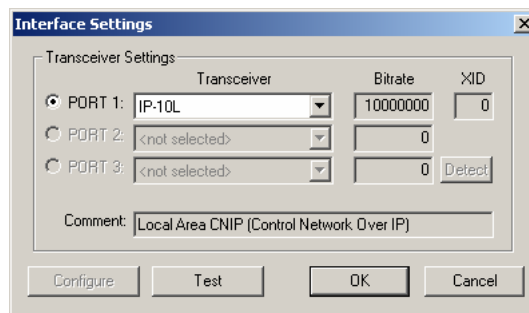 Interface Settings
Transceiver Settings
Transceiver Bitrate XID
PORT 1: IP-10L 10000000 0
PORT 2: <not selected> 0
PORT 3: <not selected> 0 Detect
Comment: Local Area CNIP (Control Network Over IP)
Configure Test OK Cancel